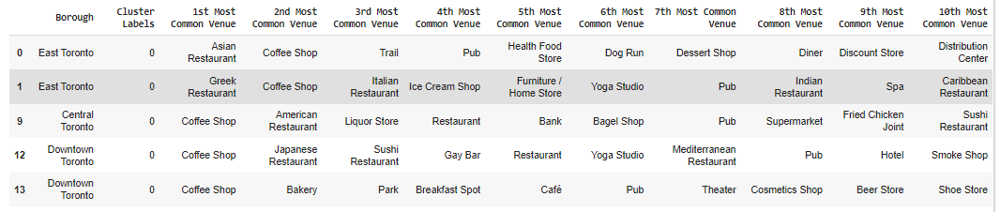 Borough Cluster Labels 1st Most Common Venue 2nd Most Common Venue 3rd Most Common Venue 4th Most Common Venue 5th Most Common Venue 6th Most Common Venue 7th Most Common Venue 8th Most Common Venue 9th Most Common Venue 10th Most Common Venue
0 East Toronto 0 Asian Restaurant Coffee Shop Trail Pub Health Food Store Dog Run Dessert Shop Diner Discount Store Distribution Center
1 East Toronto 0 Greek Restaurant Coffee Shop Italian Restaurant Ice Cream Shop Furniture / Home Store Yoga Studio Pub Indian Restaurant Spa Caribbean Restaurant
9 Central Toronto 0 Coffee Shop American Restaurant Liquor Store Restaurant Bank Bagel Shop Pub Supermarket Fried Chicken Joint Sushi Restaurant
12 Downtown Toronto 0 Coffee Shop Japanese Restaurant Sushi Restaurant Gay Bar Restaurant Yoga Studio Mediterranean Restaurant Pub Hotel Smoke Shop
13 Downtown Toronto 0 Coffee Shop Bakery Park Breakfast Spot Café Pub Theater Cosmetics Shop Beer Store Shoe Store